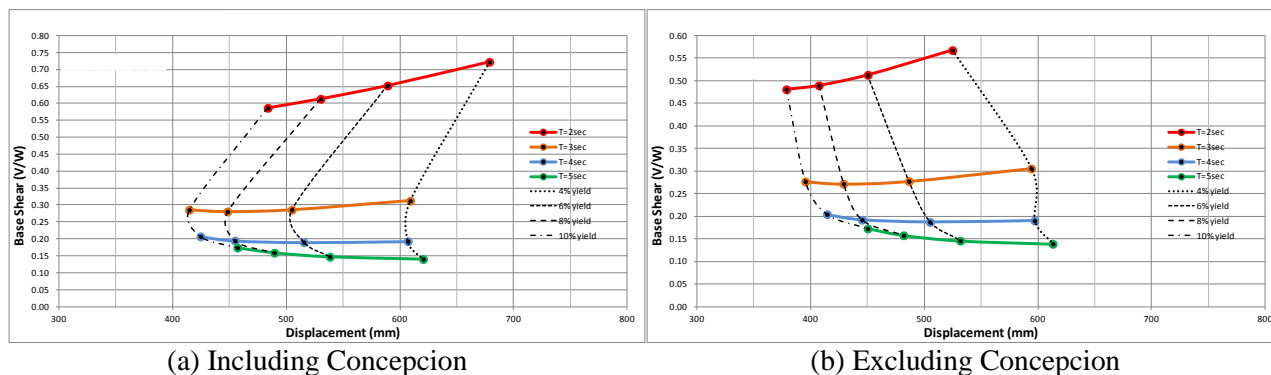 Base Shear (V/W)
0.80
0.75
0.70
0.65
0.60
0.55
0.50
0.45
0.40
0.35
0.30
0.25
0.20
0.15
0.10
0.05
0.00
300
400
500
600
700
800
Displacement (mm)
T=2sec
T=3sec
T=4sec
T=5sec
4%yield
6%yield
8%yield
10%yield
(a) Including Concepcion
Base Shear (V/W)
0.60
0.55
0.50
0.45
0.40
0.35
0.30
0.25
0.20
0.15
0.10
0.05
0.00
300
400
500
600
700
800
Displacement (mm)
T=2sec
T=3sec
T=4sec
T=5sec
4%yield
6%yield
8%yield
10%yield
(b) Excluding Concepcion